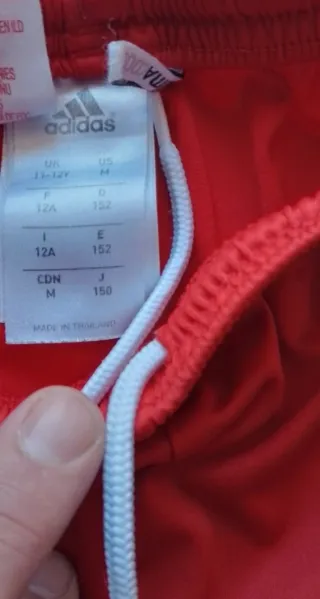 adidas
UK US
11-12Y M
F D
12A 152
I E
12A 152
CDN J
M 150
MADE IN THAILAND